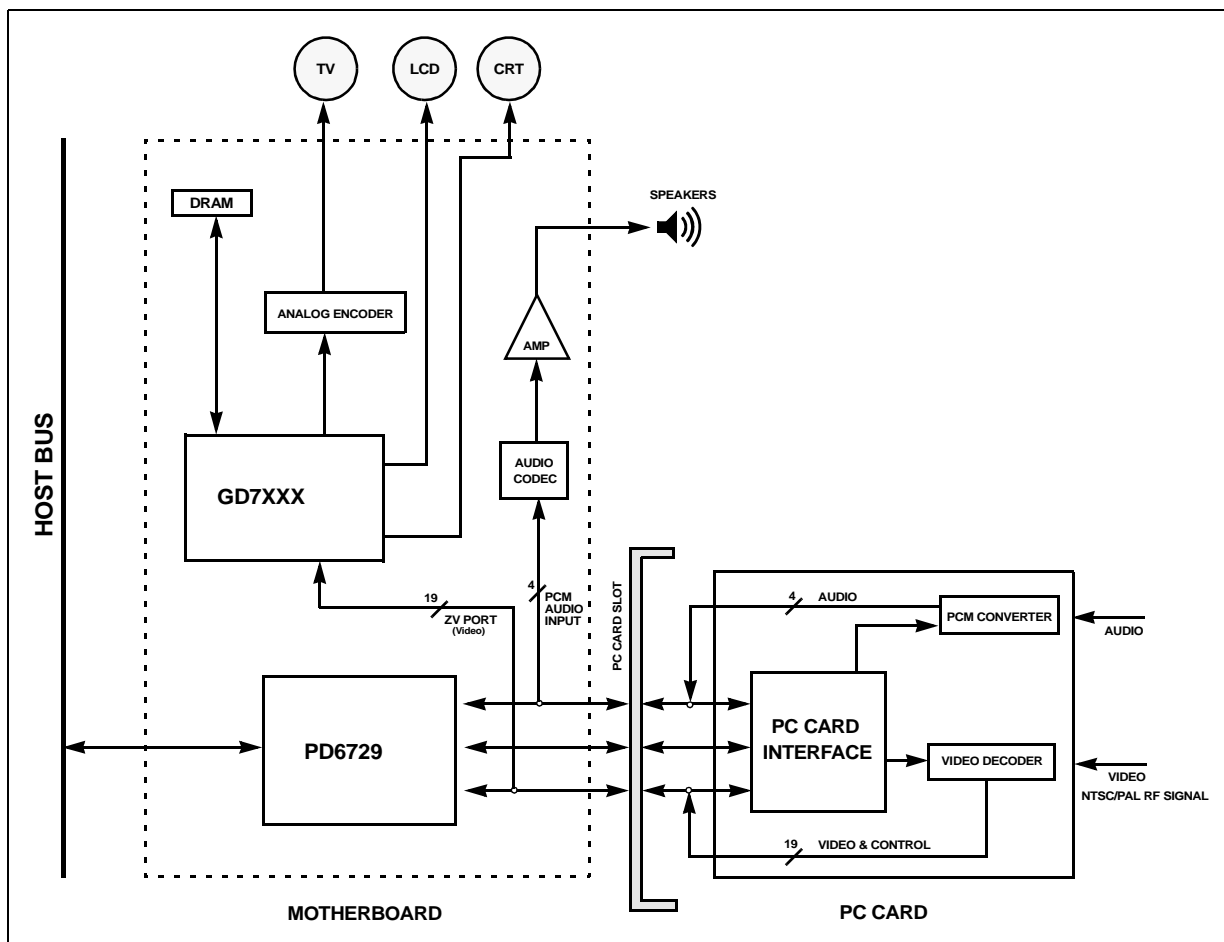 TV
LCD
CRT
SPEAKERS
DRAM
ANALOG ENCODER
AMP
HOST BUS
GD7XXX
AUDIO
CODEC
19
ZV PORT
(Video)
4
PCM
AUDIO
INPUT
PC CARD SLOT
4
AUDIO
PCM CONVERTER
AUDIO
PD6729
PC CARD
INTERFACE
VIDEO DECODER
VIDEO
NTSC/PAL RF SIGNAL
19
VIDEO & CONTROL
MOTHERBOARD
PC CARD